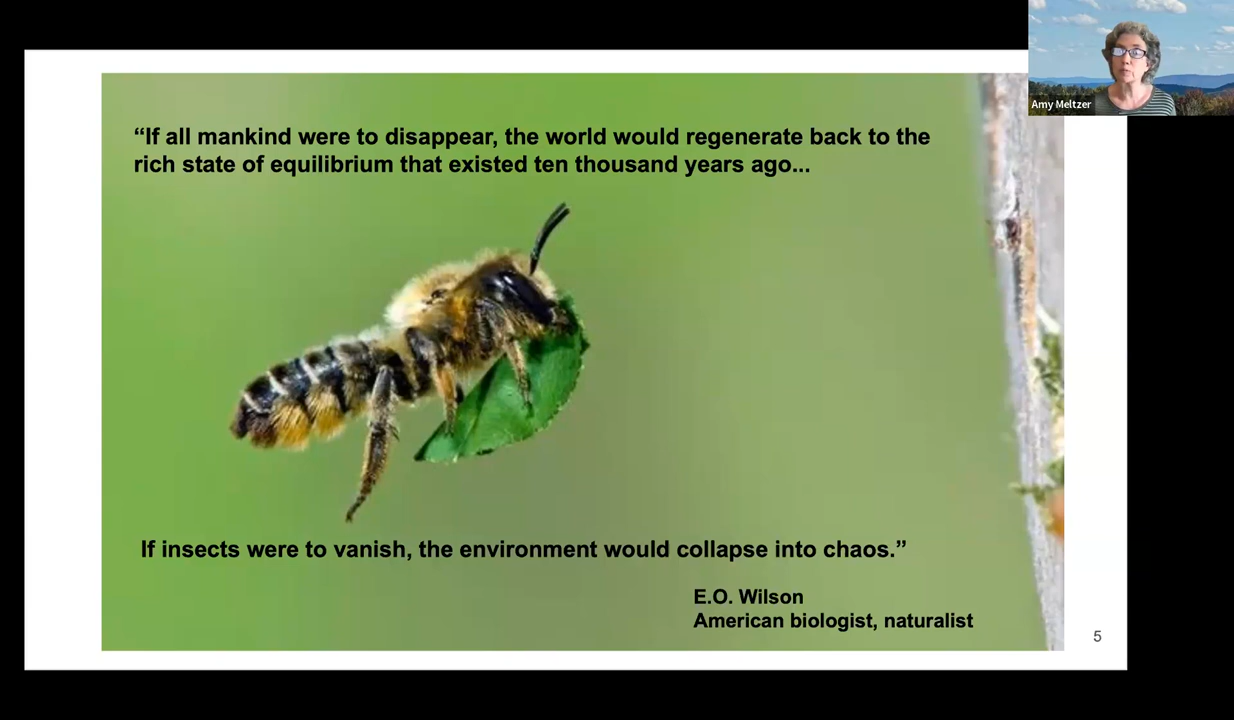 Amy Meltzer
“If all mankind were to disappear, the world would regenerate back to the
rich state of equilibrium that existed ten thousand years ago...
If insects were to vanish, the environment would collapse into chaos.”
E.O. Wilson
American biologist, naturalist
5